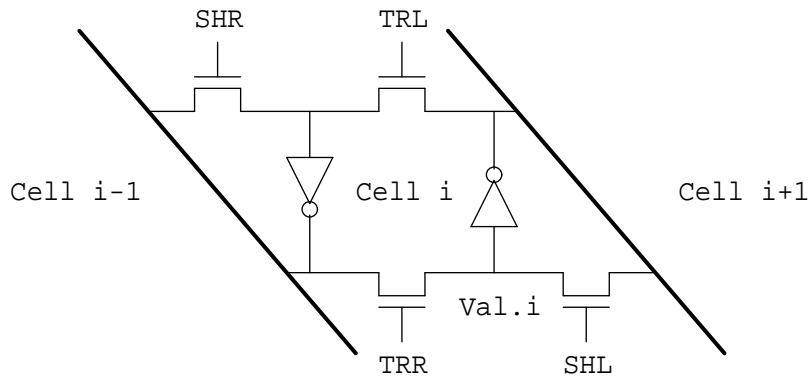 SHR TRL
Cell i-1 Cell i Cell i+1
Val.i
TRR SHL